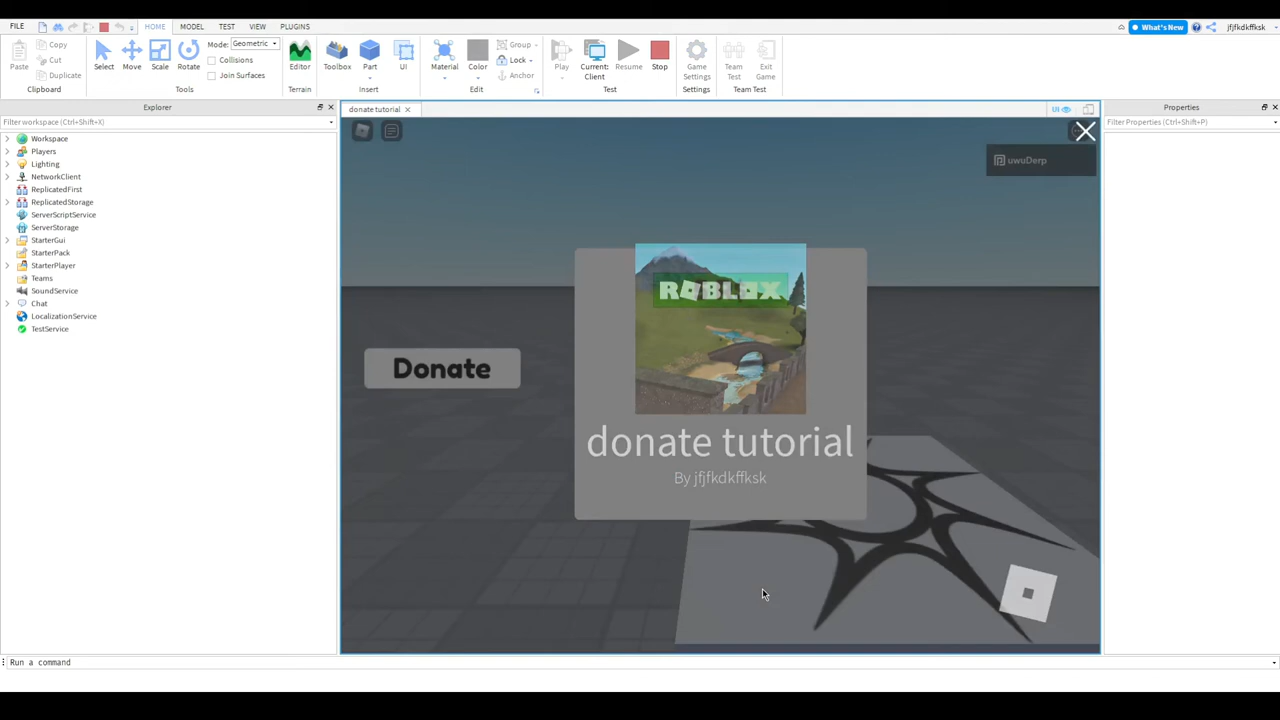 FILE HOME MODEL TEST VIEW PLUGINS What's New jfjfkdkffksk
Copy
Cut
Duplicate
Paste
Clipboard
Select Move Scale Rotate
Mode: Geometric
Collisions
Join Surfaces
Tools
Editor
Terrain
Toolbox Part UI
Insert
Material Color
Group
Lock
Anchor
Edit
Play Current: Client Resume Stop
Test
Game Settings
Settings
Team Test Exit Game
Team Test
Explorer
Filter workspace (Ctrl+Shift+X)
Workspace
Players
Lighting
NetworkClient
ReplicatedFirst
ReplicatedStorage
ServerScriptService
ServerStorage
StarterGui
StarterPack
StarterPlayer
Teams
SoundService
Chat
LocalizationService
TestService
donate tutorial
UI
uwuDerp
ROBLOX
Donate
donate tutorial
By jfjfkdkffksk
Properties
Filter Properties (Ctrl+Shift+P)
Run a command